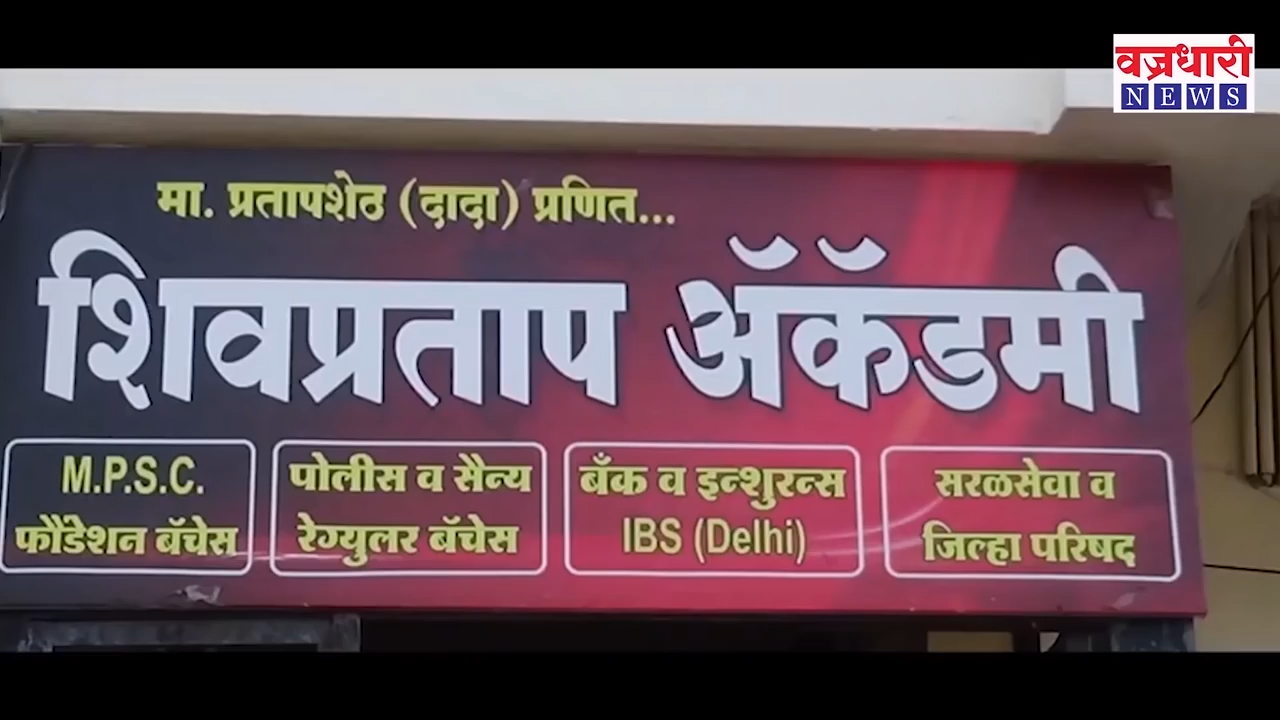 वज्रधारी
NEWS
मा. प्रतापशेठ (दादा) प्रणित...
शिवप्रताप ॲकॅडमी
M.P.S.C.
फौंडेशन बॅचेस
पोलीस व सैन्य
रेग्युलर बॅचेस
बँक व इन्शुरन्स
IBS (Delhi)
सरळसेवा व
जिल्हा परिषद